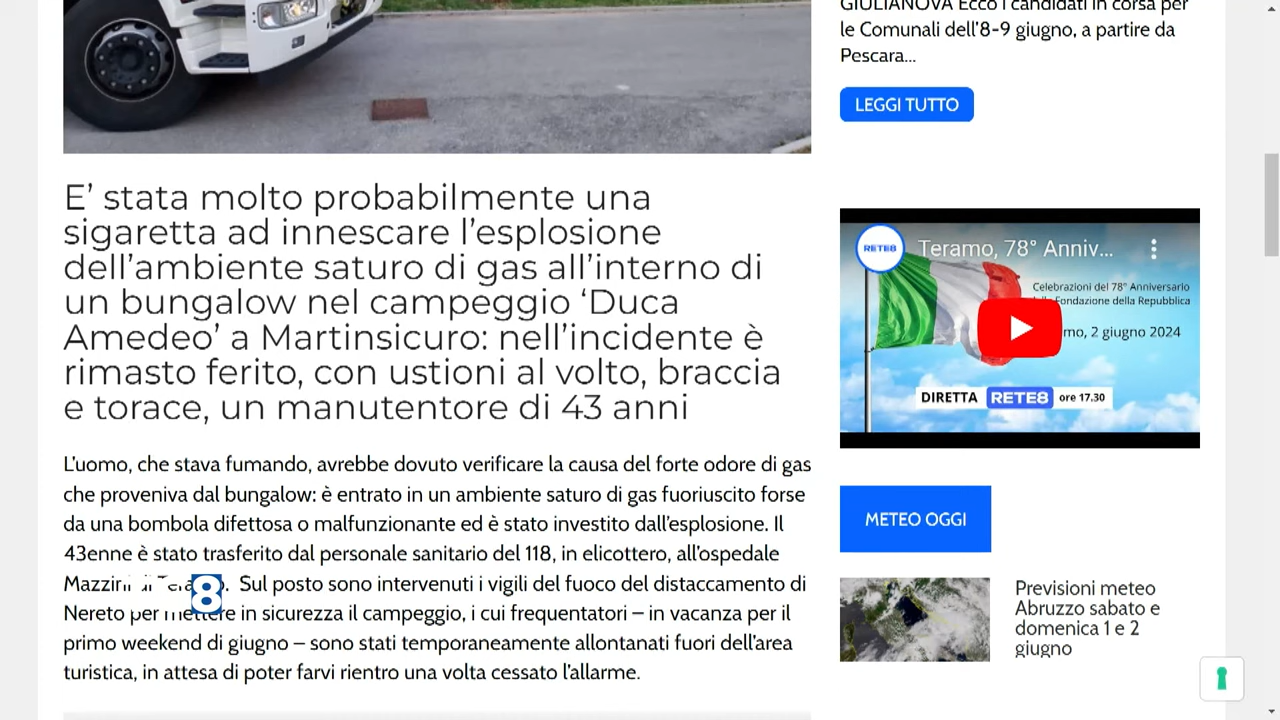 E’ stata molto probabilmente una
sigaretta ad innescare l’esplosione
dell’ambiente saturo di gas all’interno di
un bungalow nel campeggio ‘Duca
Amedeo’ a Martinsicuro: nell’incidente è
rimasto ferito, con ustioni al volto, braccia
e torace, un manutentore di 43 anni
L’uomo, che stava fumando, avrebbe dovuto verificare la causa del forte odore di gas
che proveniva dal bungalow: è entrato in un ambiente saturo di gas fuoriuscito forse
da una bombola difettosa o malfunzionante ed è stato investito dall’esplosione. Il
43enne è stato trasferito dal personale sanitario del 118, in elicottero, all’ospedale
8
Sul posto sono intervenuti i vigili del fuoco del distaccamento di
Nereto per mettere in sicurezza il campeggio, i cui frequentatori – in vacanza per il
primo weekend di giugno – sono stati temporaneamente allontanati fuori dell’area
turistica, in attesa di poter farvi rientro una volta cessato l’allarme.
GIULIANOVA Ecco i candidati in corsa per
le Comunali dell’8-9 giugno, a partire da
Pescara...
LEGGI TUTTO
RETE8
Teramo, 78° Anniv...
Celebrazioni del 78° Anniversario
Fondazione della Repubblica
2 giugno 2024
DIRETTA RETE8 ore 17.30
METEO OGGI
Previsioni meteo
Abruzzo sabato e
domenica 1 e 2
giugno